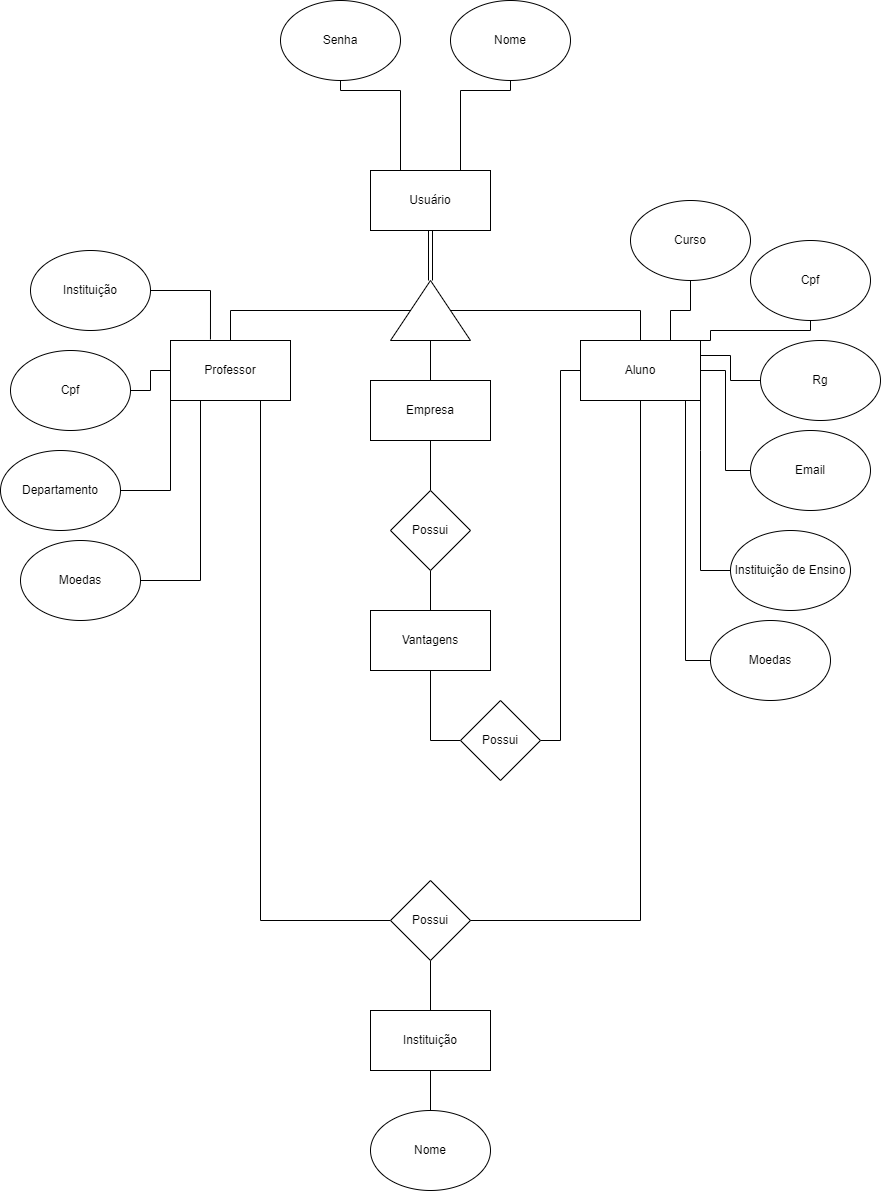 Senha
Nome
Usuário
Curso
Cpf
Instituição
Professor
Aluno
Rg
Cpf
Empresa
Email
Departamento
Possui
Instituição de Ensino
Moedas
Vantagens
Moedas
Possui
Possui
Instituição
Nome